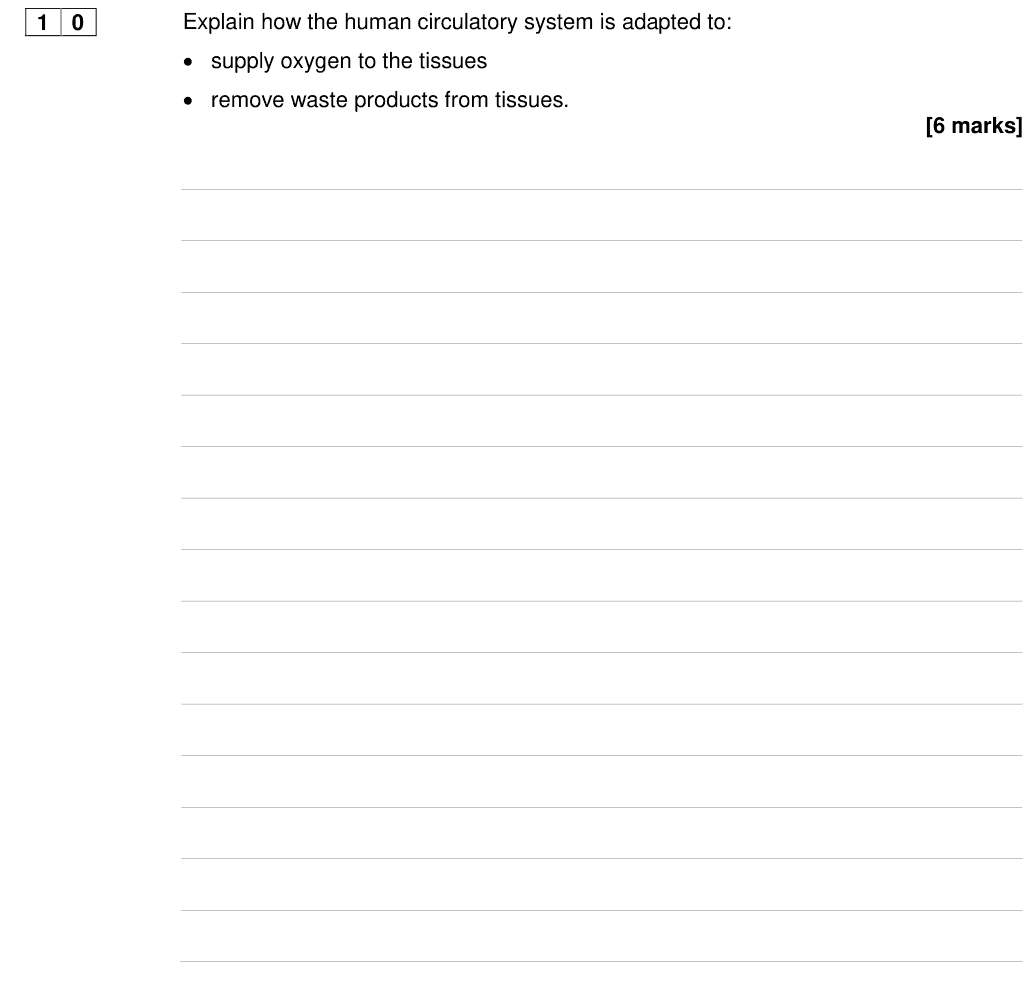 1 0 Explain how the human circulatory system is adapted to:
• supply oxygen to the tissues
• remove waste products from tissues.
[6 marks]